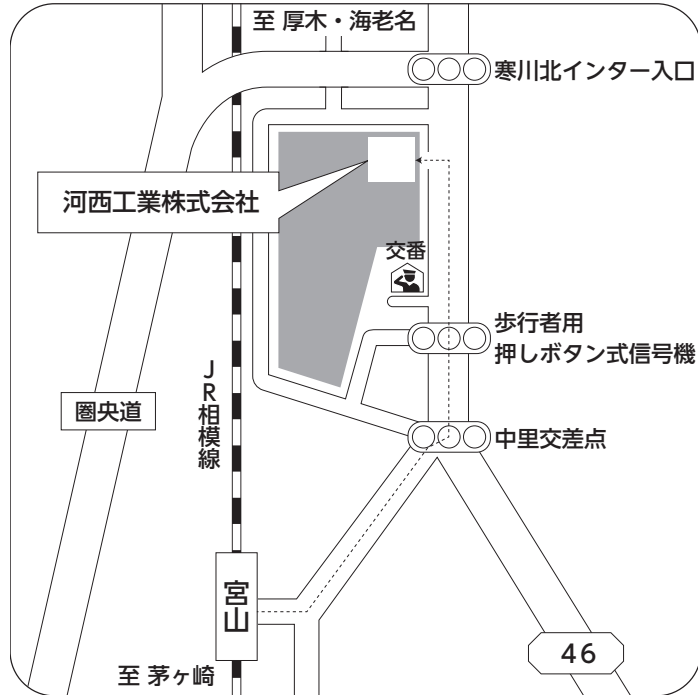 至 厚木・海老名
寒川北インター入口
河西工業株式会社
交番
歩行者用
押しボタン式信号機
JR相模線
圏央道
中里交差点
宮山
46
至 茅ヶ崎